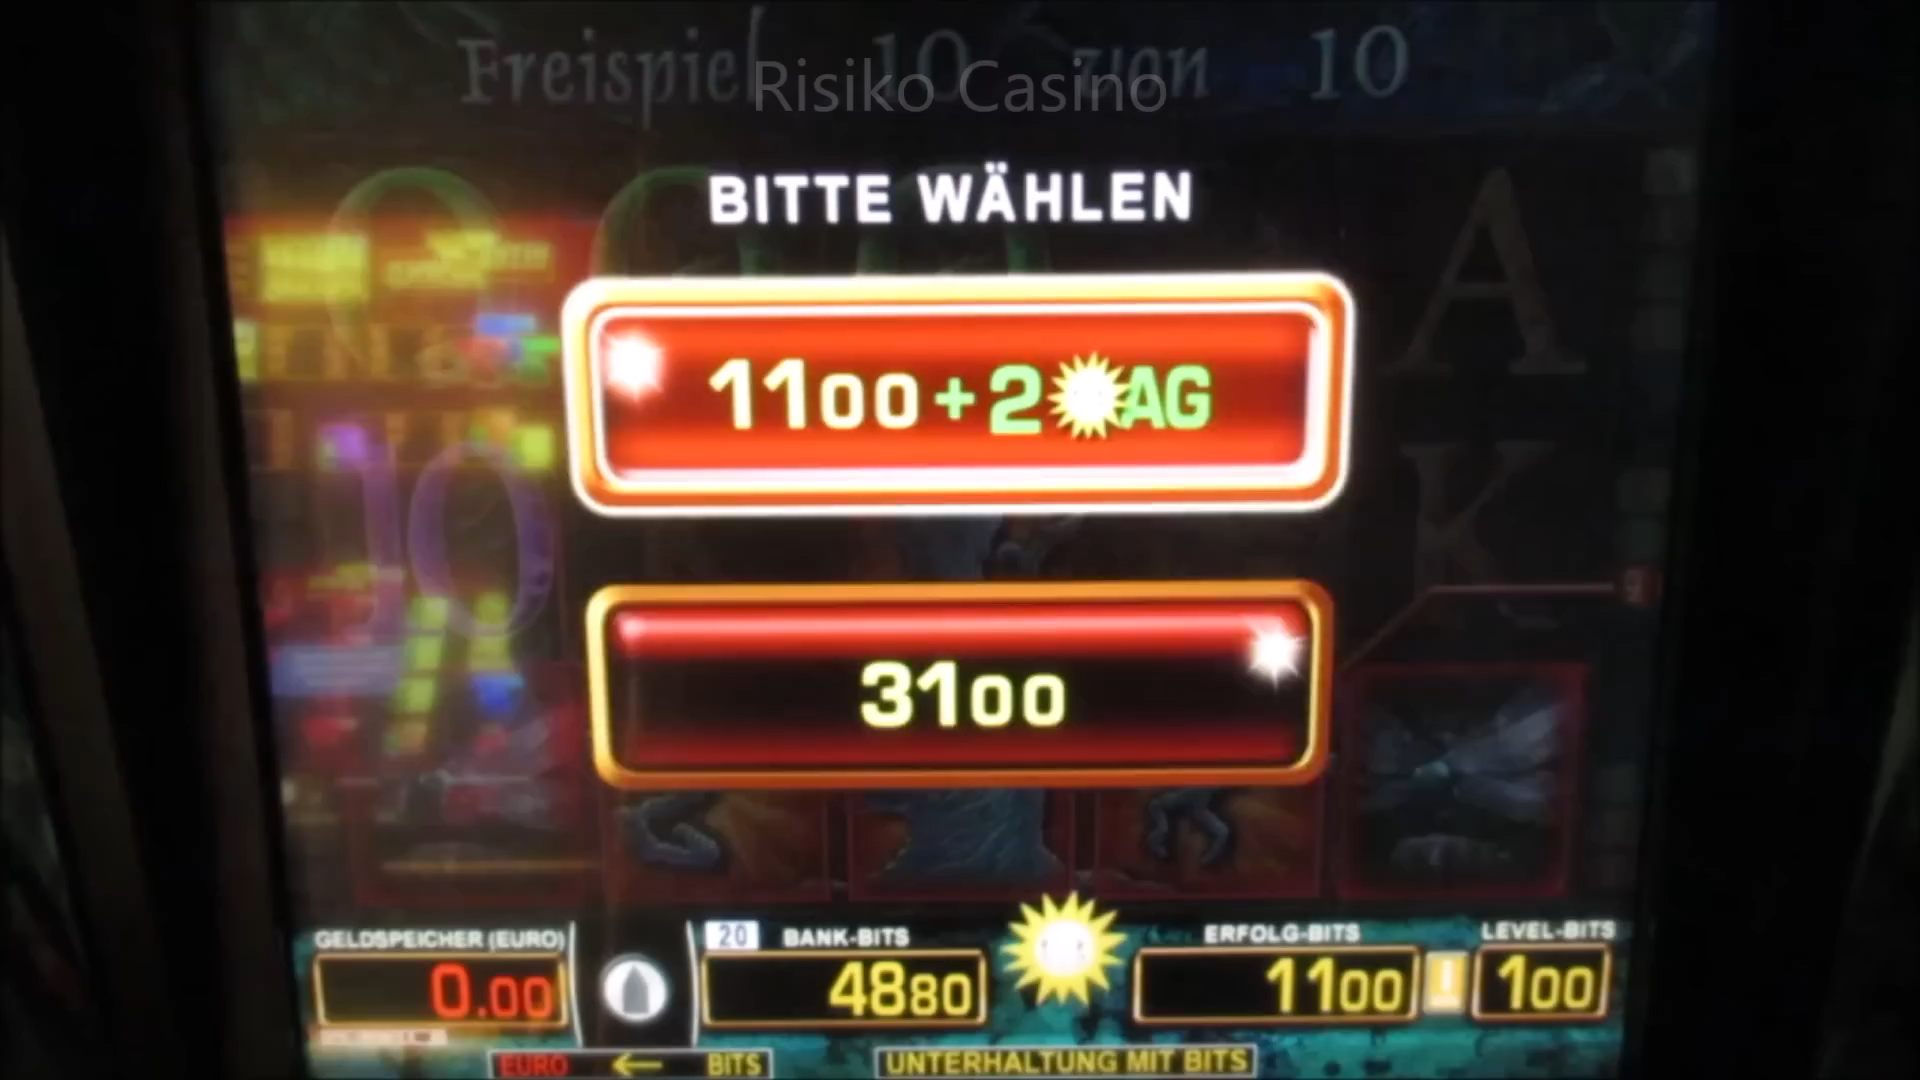 Freispiel 10 von 10
Risiko Casino
BITTE WÄHLEN
A
1100 + 2 AG
10
K
3100
GELDSPEICHER (EURO)
20 BANK-BITS
ERFOLG-BITS
LEVEL-BITS
0.00
4880
1100
100
EURO ← BITS
UNTERHALTUNG MIT BITS